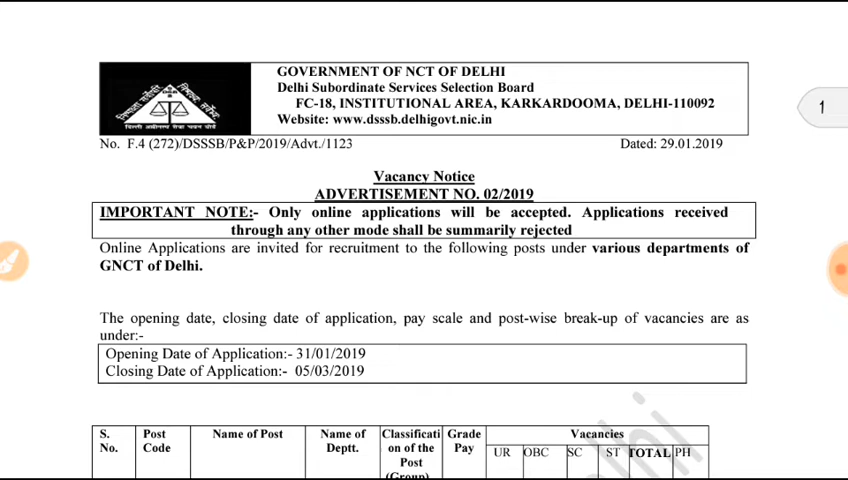 1
GOVERNMENT OF NCT OF DELHI
Delhi Subordinate Services Selection Board
FC-18, INSTITUTIONAL AREA, KARKARDOOMA, DELHI-110092
Website: www.dsssb.delhigovt.nic.in
No. F.4 (272)/DSSSB/P&P/2019/Advt./1123 Dated: 29.01.2019
Vacancy Notice
ADVERTISEMENT NO. 02/2019
IMPORTANT NOTE:- Only online applications will be accepted. Applications received
through any other mode shall be summarily rejected
Online Applications are invited for recruitment to the following posts under various departments of
GNCT of Delhi.
The opening date, closing date of application, pay scale and post-wise break-up of vacancies are as
under:-
Opening Date of Application:- 31/01/2019
Closing Date of Application:- 05/03/2019
S. Post Name of Post Name of Classificati Grade Vacancies
No. Code Deptt. on of the Pay UR OBC SC ST TOTAL PH
Post
(Group)
elhi